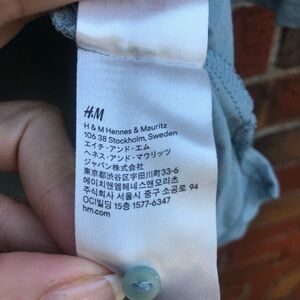 H&M
H & M Hennes & Mauritz
106 38 Stockholm, Sweden
エイチ・アンド・エム
ヘネス・アンド・マウリッツ
ジャパン株式会社
東京都渋谷区宇田川町33-6
에이치앤엠헤네스앤모리츠
주식회사 서울시 중구 소공로 94
OCI빌딩 15층 1577-6347
hm.com